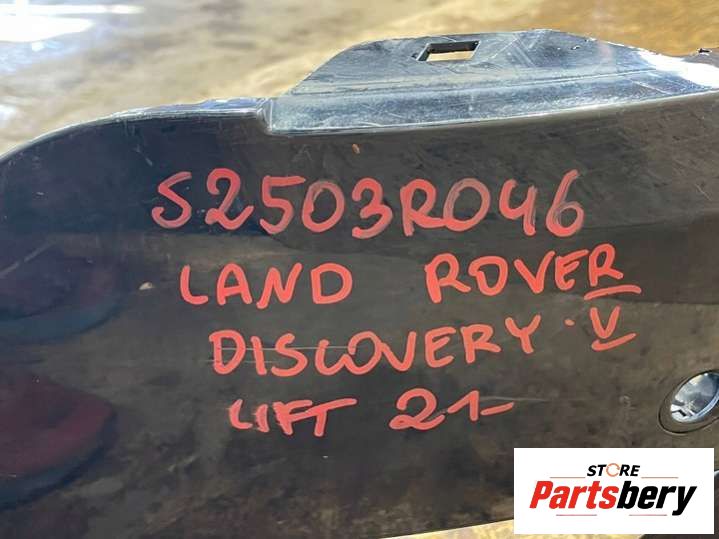 S2503R046
LAND ROVER
DISCOVERY. V
LIFT 21-
STORE
Partsbery